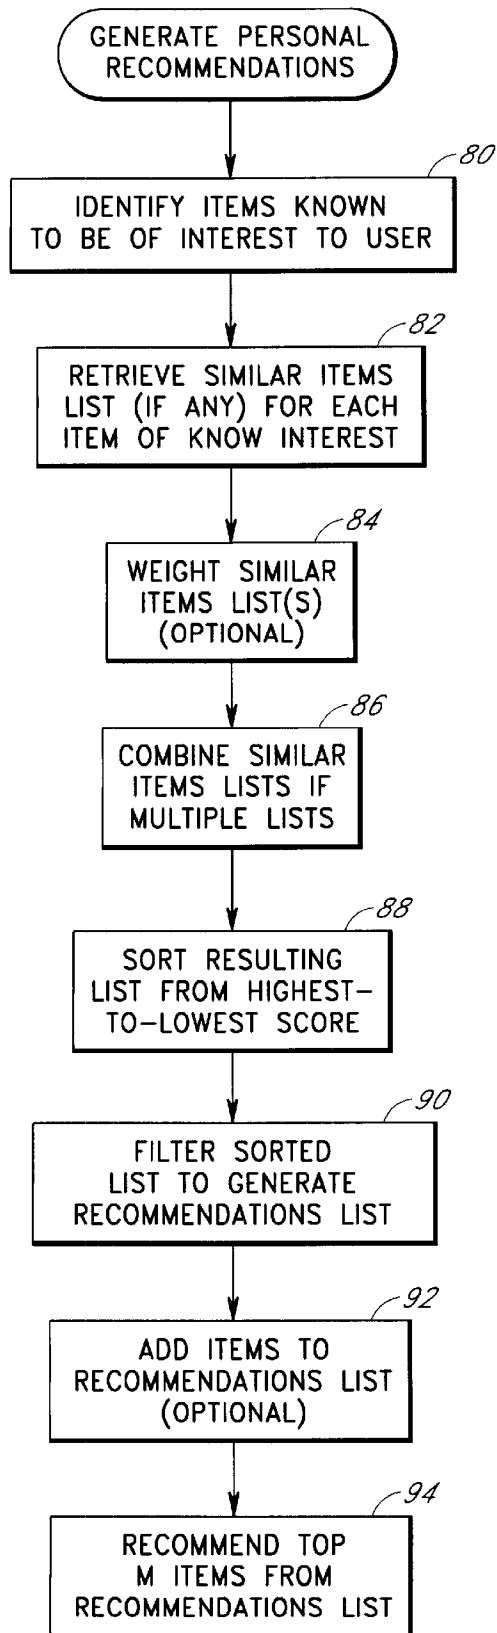 GENERATE PERSONAL
RECOMMENDATIONS
80
IDENTIFY ITEMS KNOWN
TO BE OF INTEREST TO USER
82
RETRIEVE SIMILAR ITEMS
LIST (IF ANY) FOR EACH
ITEM OF KNOW INTEREST
84
WEIGHT SIMILAR
ITEMS LIST(S)
(OPTIONAL)
86
COMBINE SIMILAR
ITEMS LISTS IF
MULTIPLE LISTS
88
SORT RESULTING
LIST FROM HIGHEST-
TO-LOWEST SCORE
90
FILTER SORTED
LIST TO GENERATE
RECOMMENDATIONS LIST
92
ADD ITEMS TO
RECOMMENDATIONS LIST
(OPTIONAL)
94
RECOMMEND TOP
M ITEMS FROM
RECOMMENDATIONS LIST